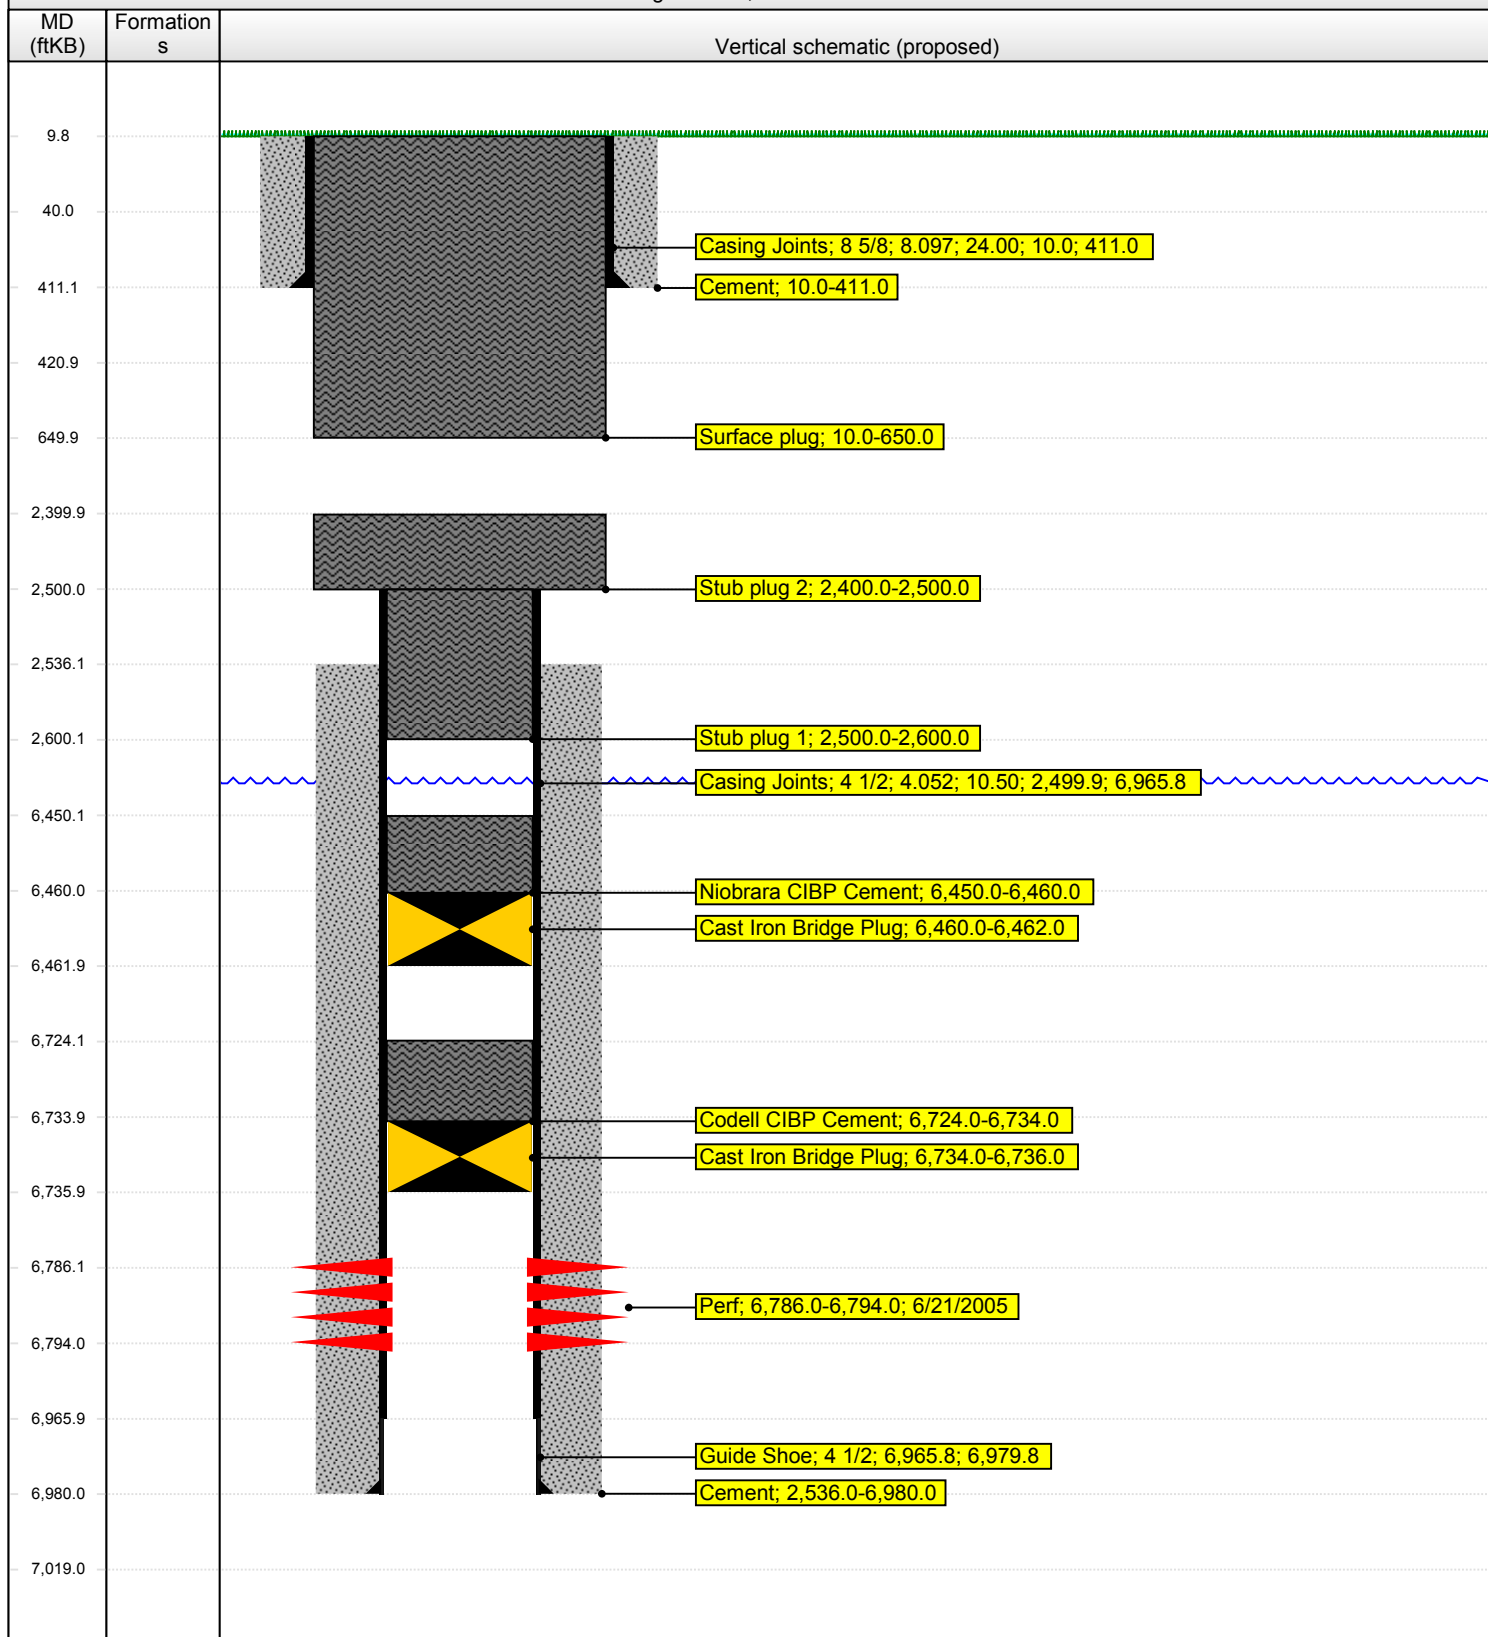 MD
(ftKB)
Formation
s
Vertical schematic (proposed)
9.8
40.0
Casing Joints; 8 5/8; 8.097; 24.00; 10.0; 411.0
411.1
Cement; 10.0-411.0
420.9
649.9
Surface plug; 10.0-650.0
2,399.9
2,500.0
Stub plug 2; 2,400.0-2,500.0
2,536.1
2,600.1
Stub plug 1; 2,500.0-2,600.0
Casing Joints; 4 1/2; 4.052; 10.50; 2,499.9; 6,965.8
6,450.1
6,460.0
Niobrara CIBP Cement; 6,450.0-6,460.0
Cast Iron Bridge Plug; 6,460.0-6,462.0
6,461.9
6,724.1
6,733.9
Codell CIBP Cement; 6,724.0-6,734.0
Cast Iron Bridge Plug; 6,734.0-6,736.0
6,735.9
6,786.1
Perf; 6,786.0-6,794.0; 6/21/2005
6,794.0
6,965.9
Guide Shoe; 4 1/2; 6,965.8; 6,979.8
6,980.0
Cement; 2,536.0-6,980.0
7,019.0